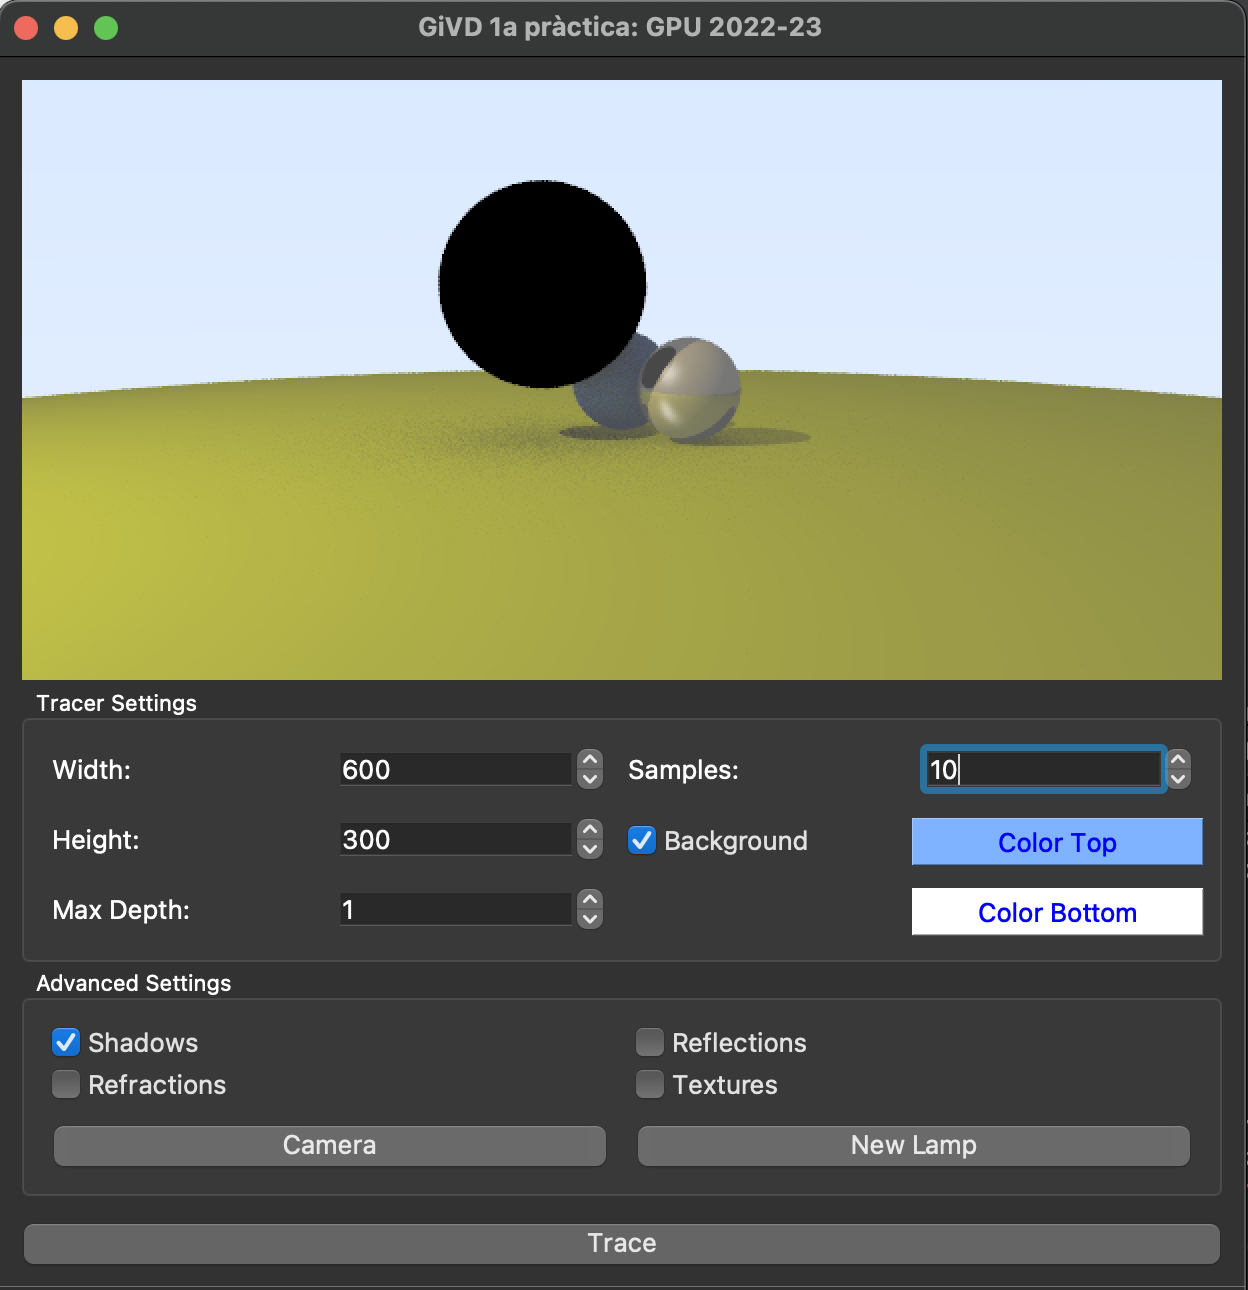 GiVD 1a pràctica: GPU 2022-23
Tracer Settings
Width: 600 Samples: 10
Height: 300 Background Color Top
Max Depth: 1 Color Bottom
Advanced Settings
Shadows Reflections
Refractions Textures
Camera New Lamp
Trace